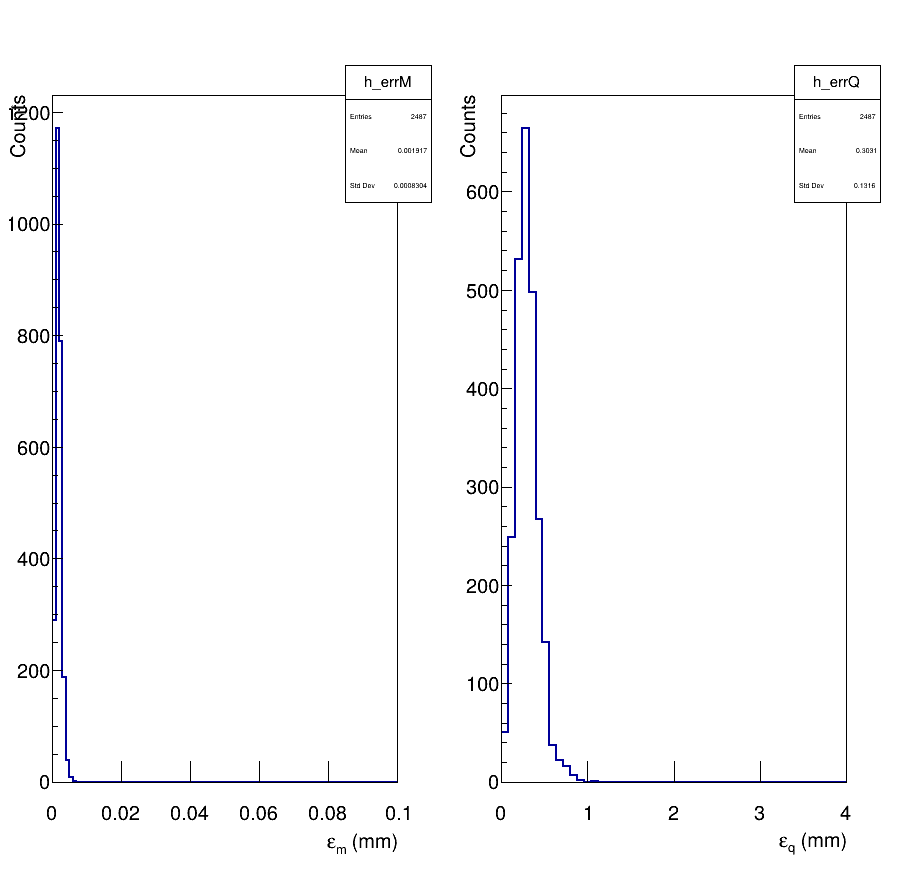 h_errM
Entries 2487
Mean 0.001917
Std Dev 0.0008304
Counts
1200
1000
800
600
400
200
0
0 0.02 0.04 0.06 0.08 0.1
εm (mm)
h_errQ
Entries 2487
Mean 0.3031
Std Dev 0.1316
Counts
600
500
400
300
200
100
0
0 1 2 3 4
εq (mm)